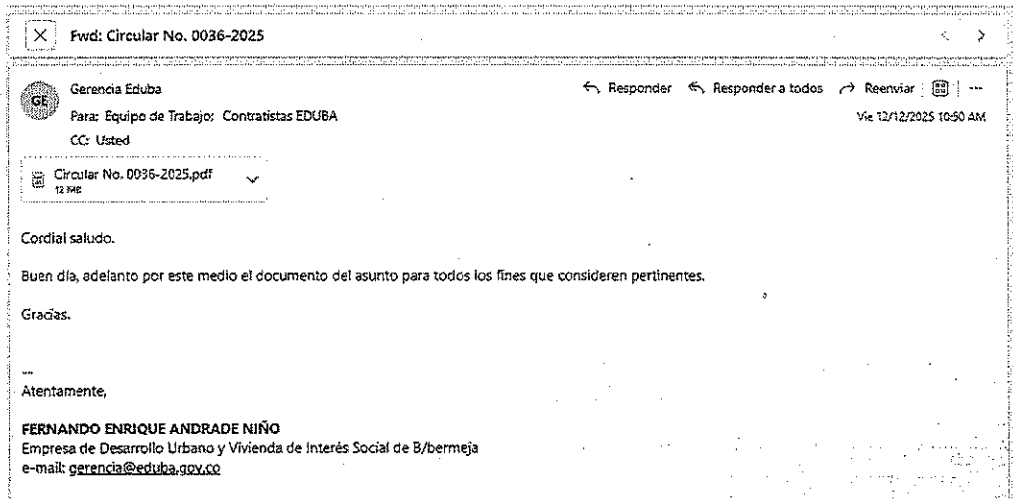 Fwd: Circular No. 0036-2025
GE
Gerencia Eduba
Responder Responder a todos Reenviar
Para: Equipo de Trabajo; Contratistas EDUBA
Vie 12/12/2025 10:50 AM
CC: Usted
Circular No. 0036-2025.pdf
Cordial saludo.
Buen día, adelanto por este medio el documento del asunto para todos los fines que consideren pertinentes.
Gracias.
--
Atentamente,
FERNANDO ENRIQUE ANDRADE NIÑO
Empresa de Desarrollo Urbano y Vivienda de Interés Social de B/bermeja
e-mail: gerencia@eduba.gov.co